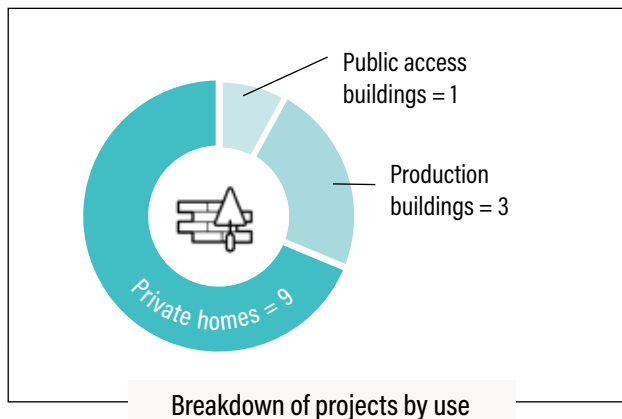 Public access
buildings = 1
Production
buildings = 3
Private homes = 9
Breakdown of projects by use